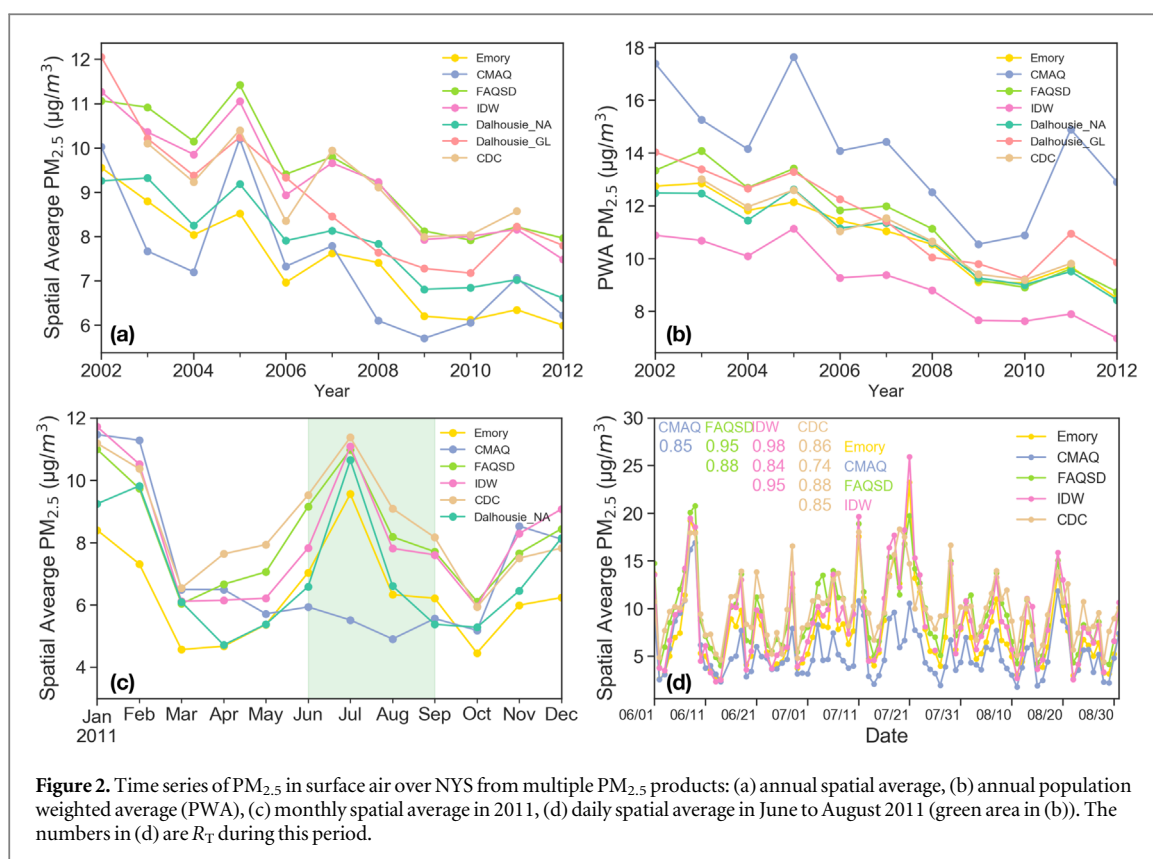 12
11
10
9
8
7
6
Spatial Avearge PM2.5 (μg/m³)
2002 2004 2006 2008 2010 2012
Year
(a)
Emory
CMAQ
FAQSD
IDW
Dalhousie_NA
Dalhousie_GL
CDC
18
16
14
12
10
8
PWA PM2.5 (μg/m³)
2002 2004 2006 2008 2010 2012
Year
(b)
Emory
CMAQ
FAQSD
IDW
Dalhousie_NA
Dalhousie_GL
CDC
12
10
8
6
4
Spatial Avearge PM2.5 (μg/m³)
Jan Feb Mar Apr May Jun Jul Aug Sep Oct Nov Dec
2011
(c)
Emory
CMAQ
FAQSD
IDW
CDC
Dalhousie_NA
30
25
20
15
10
5
Spatial Avearge PM2.5 (μg/m³)
CMAQ FAQSD IDW CDC
0.85 0.95 0.98 0.86 Emory
0.88 0.84 0.74 CMAQ
0.95 0.88 FAQSD
0.85 IDW
Emory
CMAQ
FAQSD
IDW
CDC
(d)
06/01 06/11 06/21 07/01 07/11 07/21 07/31 08/10 08/20 08/30
Date
Figure 2. Time series of PM2.5 in surface air over NYS from multiple PM2.5 products: (a) annual spatial average, (b) annual population
weighted average (PWA), (c) monthly spatial average in 2011, (d) daily spatial average in June to August 2011 (green area in (b)). The
numbers in (d) are RT during this period.